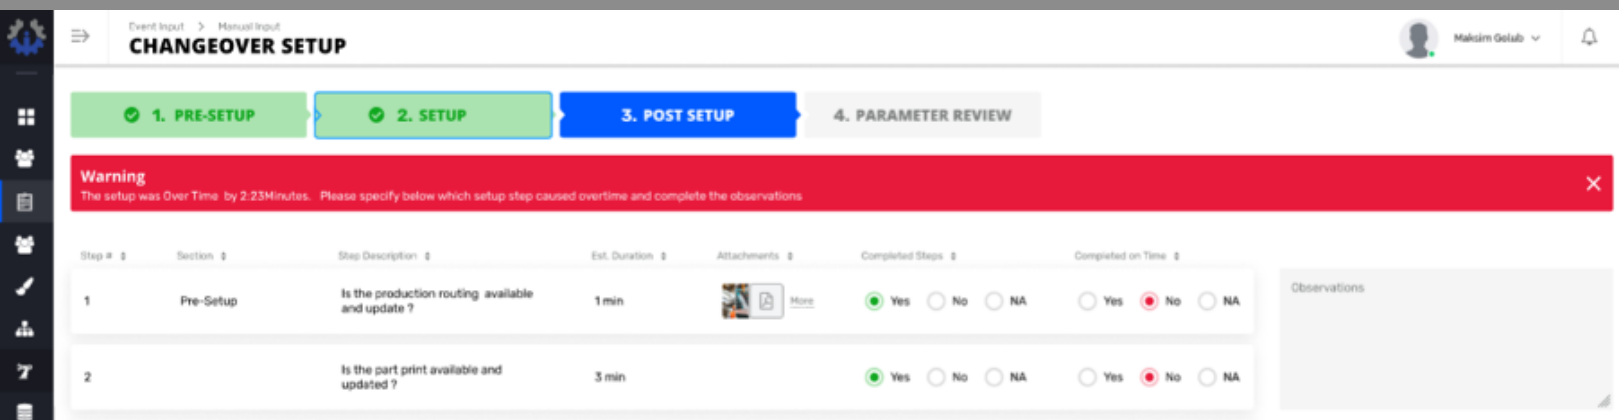 Event Input > Manual Input
CHANGEOVER SETUP
Maksim Golub
1. PRE-SETUP
2. SETUP
3. POST SETUP
4. PARAMETER REVIEW
Warning
The setup was Over Time by 2:23Minutes. Please specify below which setup step caused overtime and complete the observations
Step # Section Step Description Est. Duration Attachments Completed Steps Completed on Time
1 Pre-Setup Is the production routing available 1 min More Yes No NA Yes No NA
and update ?
Observations
2 Is the part print available and 3 min Yes No NA Yes No NA
updated ?